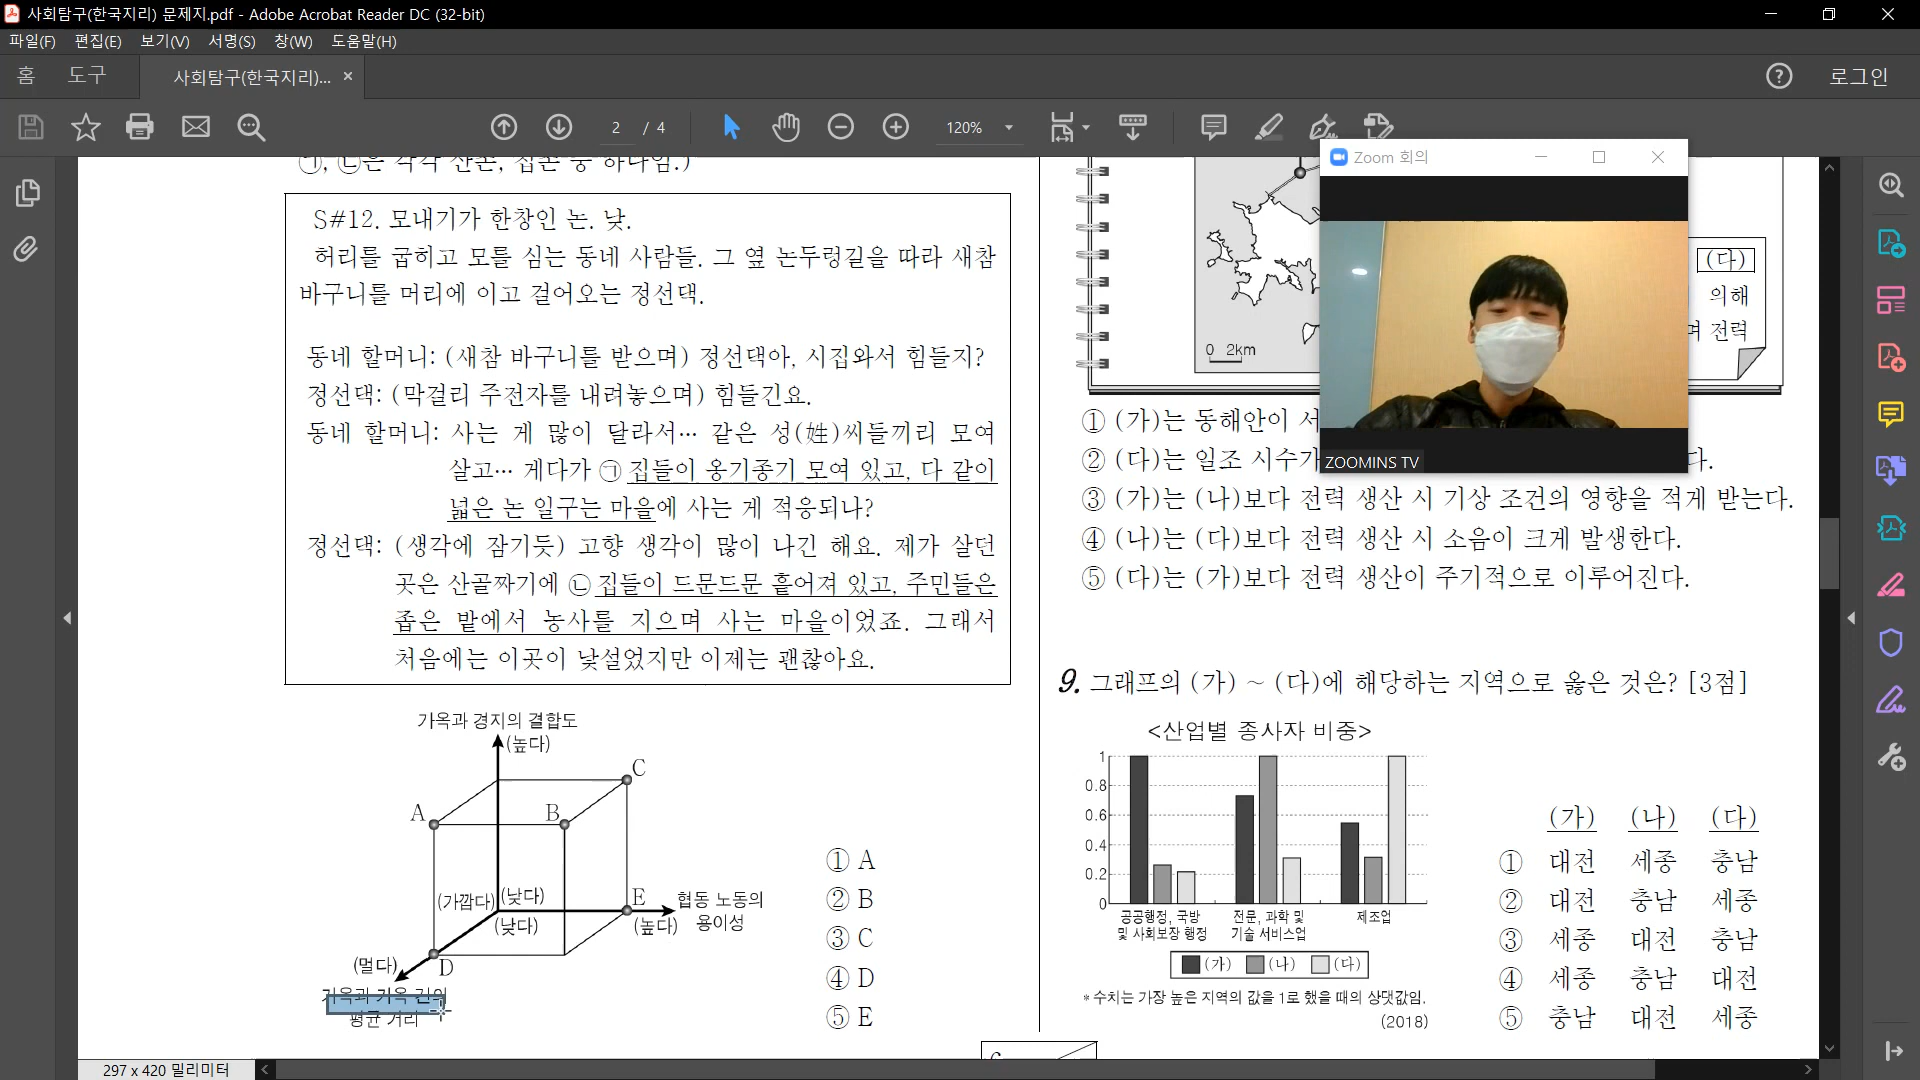 사회탐구(한국지리) 문제지.pdf - Adobe Acrobat Reader DC (32-bit)
파일(F) 편집(E) 보기(V) 서명(S) 창(W) 도움말(H)
홈 도구 사회탐구(한국지리)... × 로그인
2 / 4 120%
㉠, ㉡은 각각 산촌, 집촌 중 하나임.)
S#12. 모내기가 한창인 논. 낮.
허리를 굽히고 모를 심는 동네 사람들. 그 옆 논두렁길을 따라 새참
바구니를 머리에 이고 걸어오는 정선댁.
동네 할머니: (새참 바구니를 받으며) 정선댁아, 시집와서 힘들지?
정선댁: (막걸리 주전자를 내려놓으며) 힘들긴요.
동네 할머니: 사는 게 많이 달라서… 같은 성(姓)씨들끼리 모여
살고… 게다가 ㉠ 집들이 옹기종기 모여 있고, 다 같이
넓은 논 일구는 마을에 사는 게 적응되나?
정선댁: (생각에 잠기듯) 고향 생각이 많이 나긴 해요. 제가 살던
곳은 산골짜기에 ㉡ 집들이 드문드문 흩어져 있고, 주민들은
좁은 밭에서 농사를 지으며 사는 마을이었죠. 그래서
처음에는 이곳이 낯설었지만 이제는 괜찮아요.
가옥과 경지의 결합도
(높다)
C
A
B
(가깝다) (낮다)
E
협동 노동의
용이성
(낮다)
(높다)
(멀다)
D
가옥과 가옥 간의
평균 거리
① A
② B
③ C
④ D
⑤ E
0 2km
(다)
의해
며 전력
Zoom 회의
ZOOMINS TV
① (가)는 동해안이 서
② (다)는 일조 시수가
다.
③ (가)는 (나)보다 전력 생산 시 기상 조건의 영향을 적게 받는다.
④ (나)는 (다)보다 전력 생산 시 소음이 크게 발생한다.
⑤ (다)는 (가)보다 전력 생산이 주기적으로 이루어진다.
9. 그래프의 (가) ~ (다)에 해당하는 지역으로 옳은 것은? [3점]
<산업별 종사자 비중>
1
0.8
0.6
0.4
0.2
0
공공행정, 국방
및 사회보장 행정
전문, 과학 및
기술 서비스업
제조업
(가) (나) (다)
* 수치는 가장 높은 지역의 값을 1로 했을 때의 상댓값임.
(2018)
(가) (나) (다)
① 대전 세종 충남
② 대전 충남 세종
③ 세종 대전 충남
④ 세종 충남 대전
⑤ 충남 대전 세종
297 x 420 밀리미터